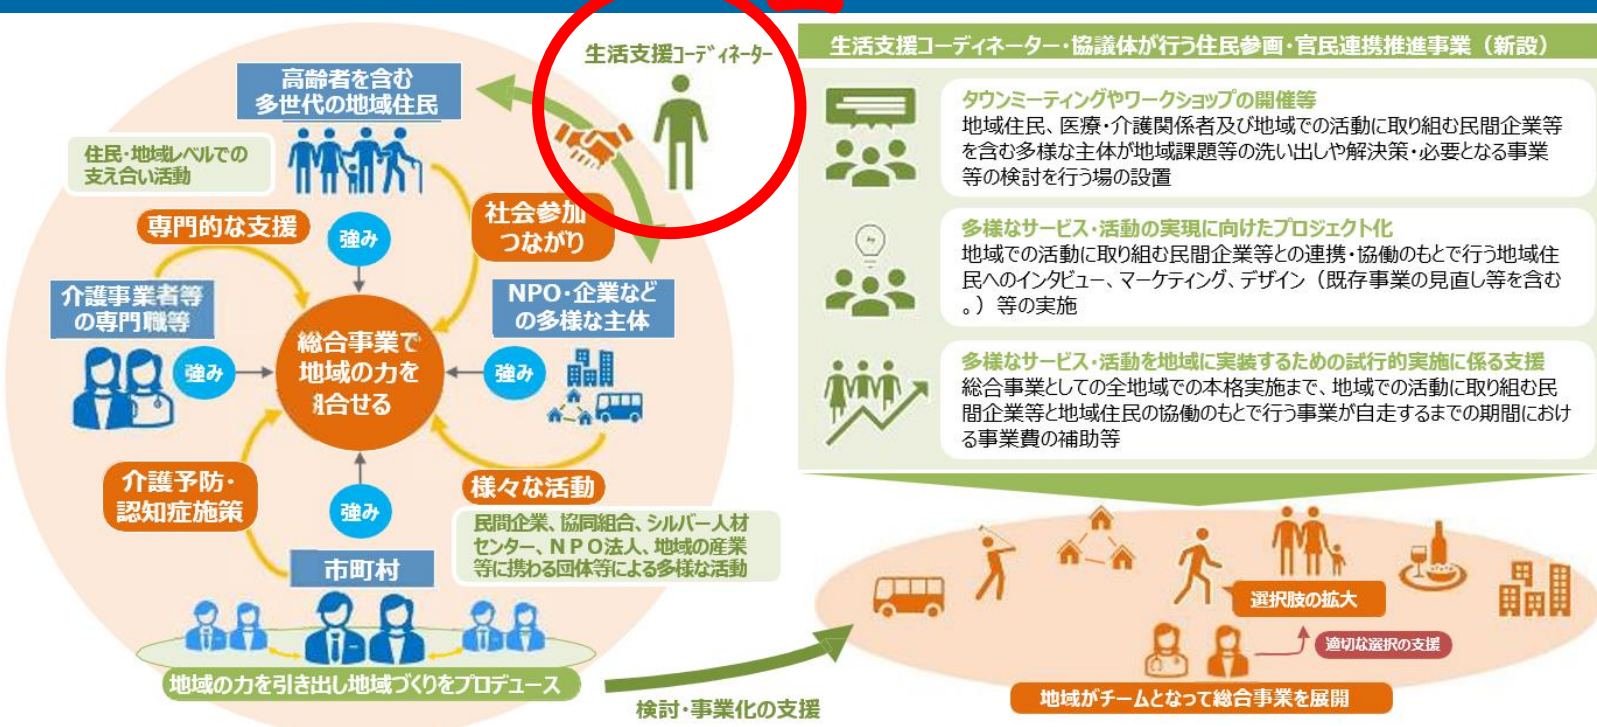 生活支援コーディネーター
高齢者を含む
多世代の地域住民
住民・地域レベルでの
支え合い活動
専門的な支援
強み
社会参加
つながり
介護事業者等
の専門職等
強み
総合事業で
地域の力を
組合せる
強み
NPO・企業など
の多様な主体
介護予防・
認知症施策
強み
様々な活動
民間企業、協同組合、シルバー人材
センター、NPO法人、地域の産業
等に携わる団体等による多様な活動
市町村
地域の力を引き出し地域づくりをプロデュース
検討・事業化の支援
生活支援コーディネーター・協議体が行う住民参画・官民連携推進事業(新設)
タウンミーティングやワークショップの開催等
地域住民、医療・介護関係者及び地域での活動に取り組む民間企業等
を含む多様な主体が地域課題等の洗い出しや解決策・必要となる事業
等の検討を行う場の設置
多様なサービス・活動の実現に向けたプロジェクト化
地域での活動に取り組む民間企業等との連携・協働のもとで行う地域住
民へのインタビュー、マーケティング、デザイン(既存事業の見直し等を含む
。)等の実施
多様なサービス・活動を地域に実装するための試行的実施に係る支援
総合事業としての全地域での本格実施まで、地域での活動に取り組む民
間企業等と地域住民の協働のもとで行う事業が自走するまでの期間におけ
る事業費の補助等
選択肢の拡大
適切な選択の支援
地域がチームとなって総合事業を展開